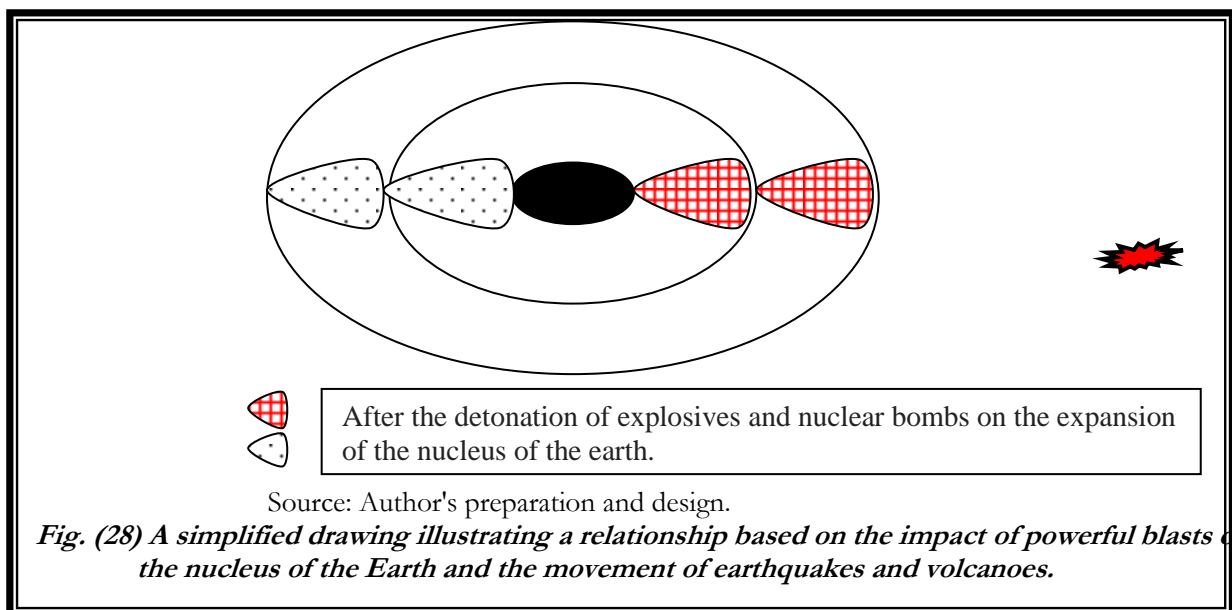 After the detonation of explosives and nuclear bombs on the expansion
of the nucleus of the earth.
Source: Author's preparation and design.
Fig. (28) A simplified drawing illustrating a relationship based on the impact of powerful blasts
the nucleus of the Earth and the movement of earthquakes and volcanoes.